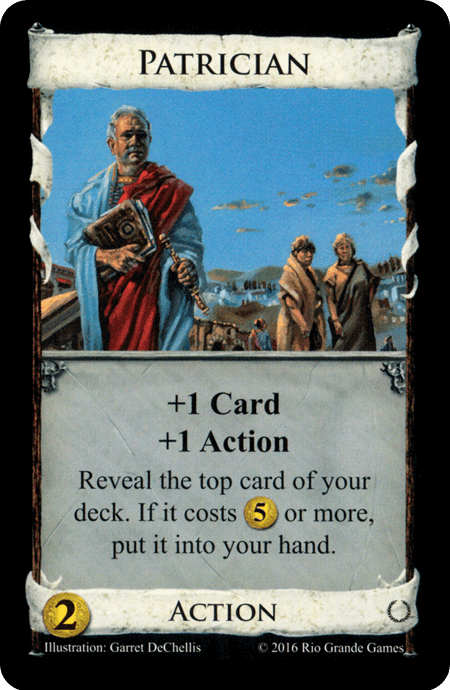 PATRICIAN
+1 Card
+1 Action
Reveal the top card of your
deck. If it costs 5 or more,
put it into your hand.
2 ACTION
Illustration: Garret DeChellis © 2016 Rio Grande Games